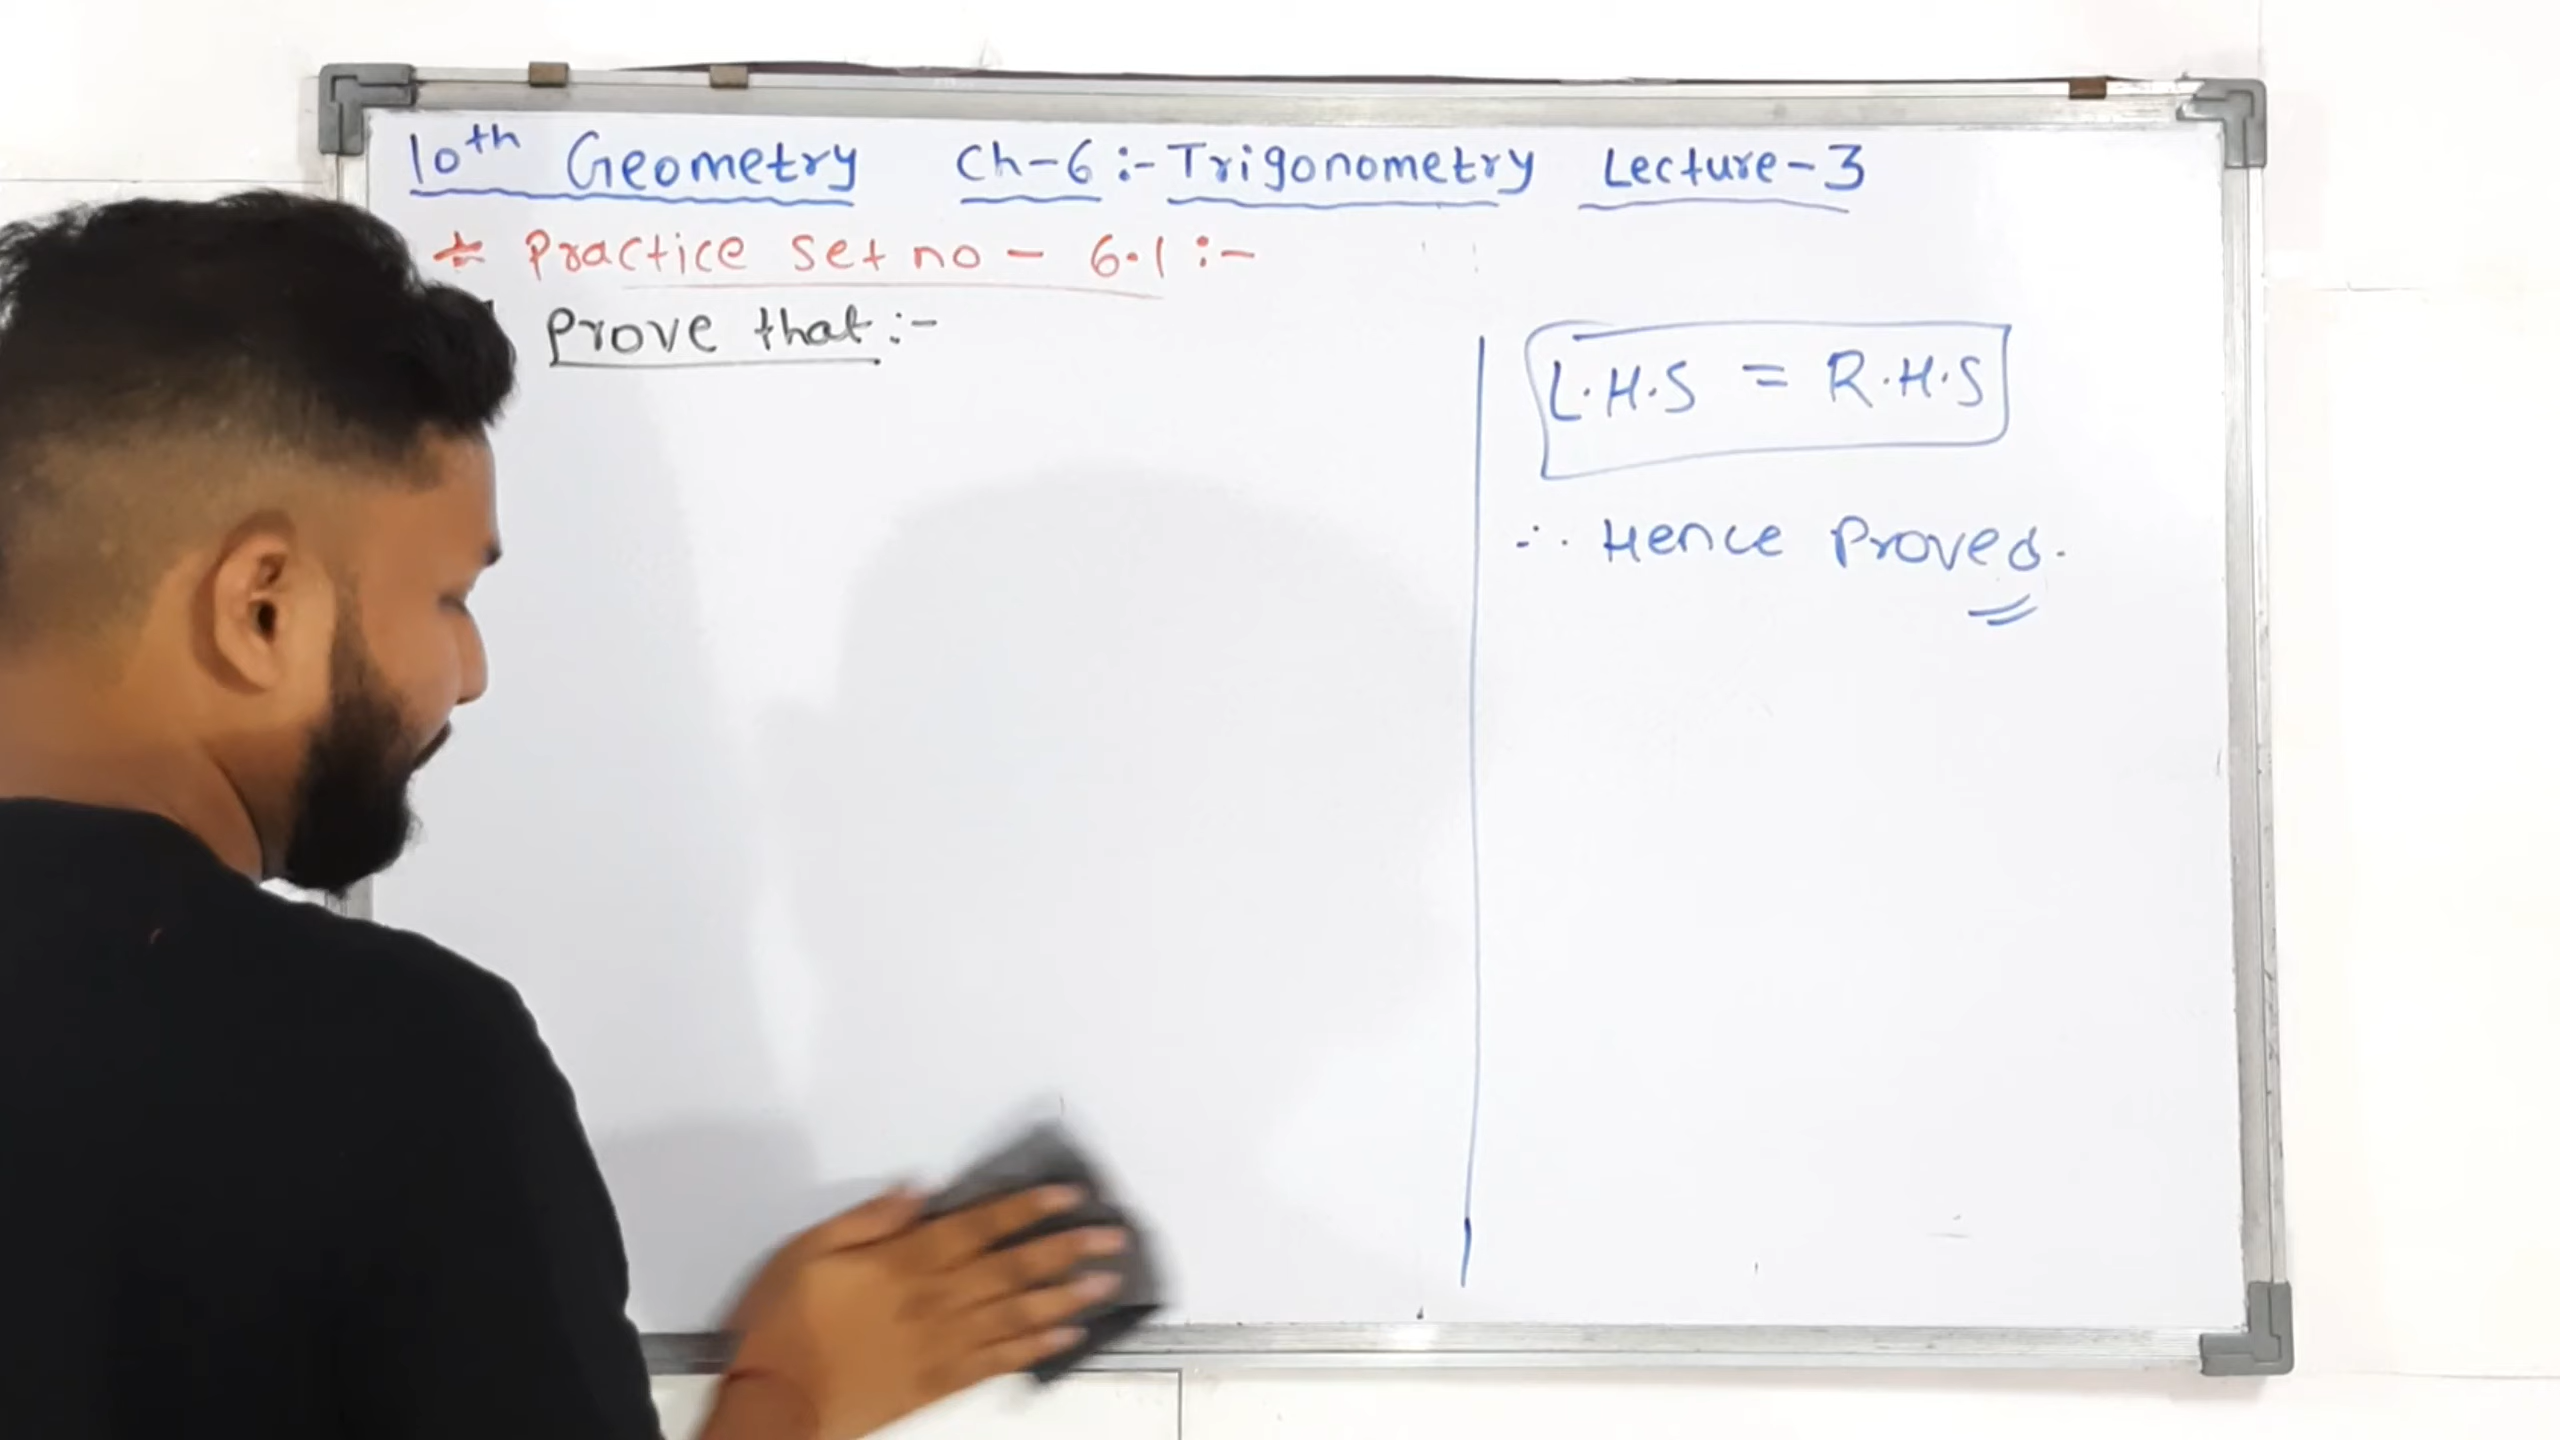 10th Geometry Ch-6:- Trigonometry Lecture-3
* Practice Set no - 6.1 :-
Prove that:-
L.H.S = R.H.S
∴ Hence Proved.